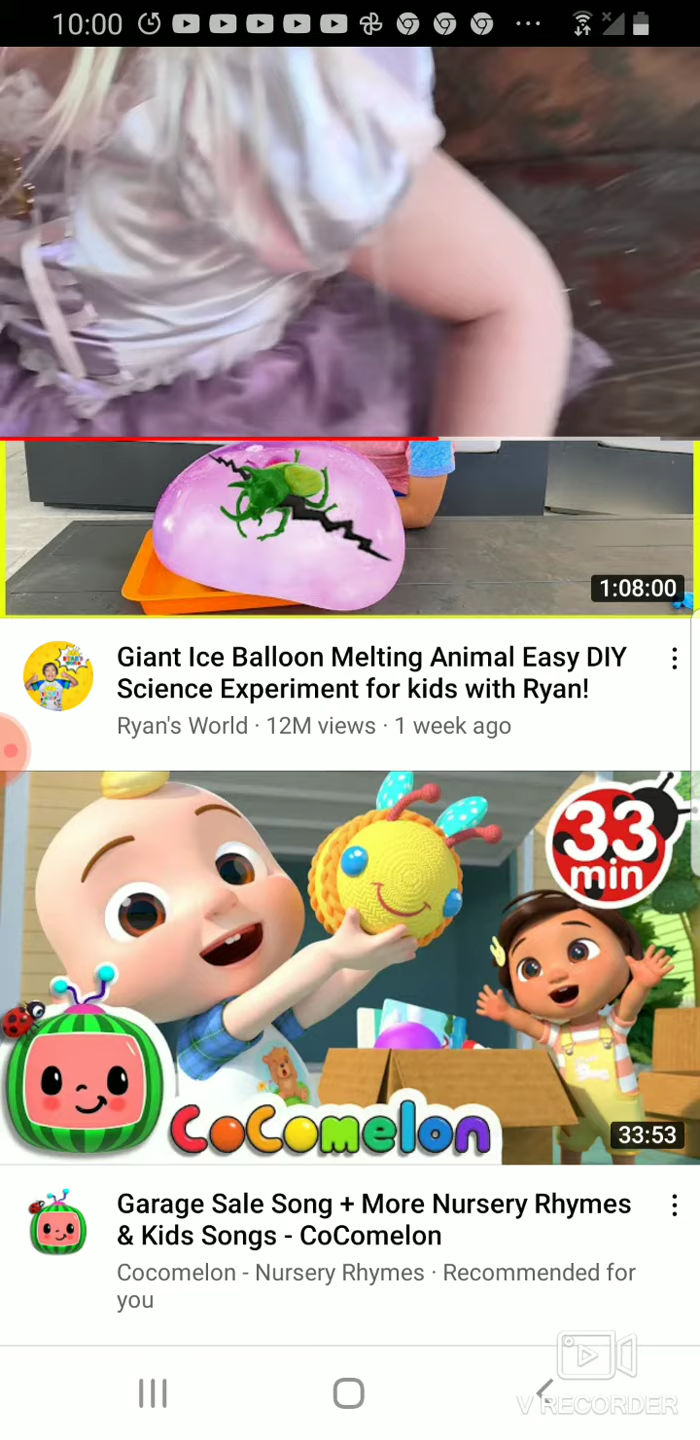 10:00
1:08:00
Giant Ice Balloon Melting Animal Easy DIY
Science Experiment for kids with Ryan!
Ryan's World · 12M views · 1 week ago
33
min
CoComelon
33:53
Garage Sale Song + More Nursery Rhymes
& Kids Songs - CoComelon
Cocomelon - Nursery Rhymes · Recommended for
you
V RECORDER